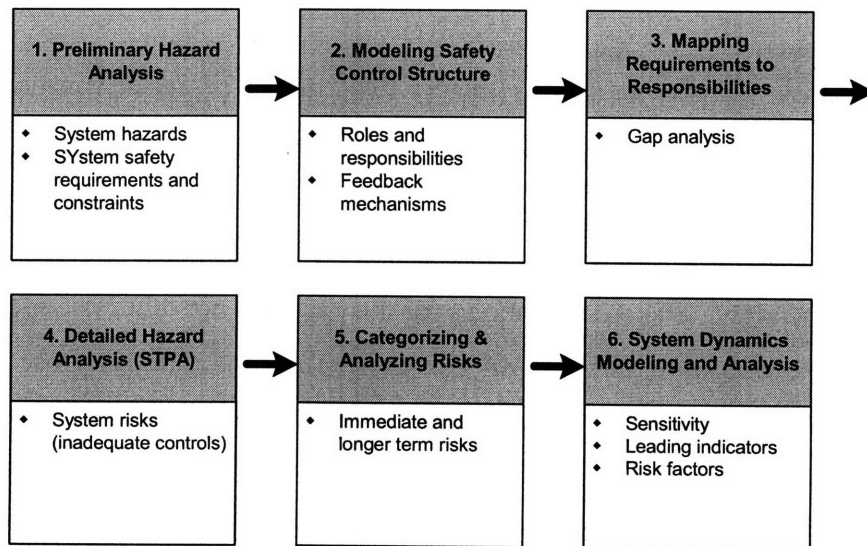 1. Preliminary Hazard
Analysis
◆ System hazards
◆ SYstem safety
requirements and
constraints
2. Modeling Safety
Control Structure
◆ Roles and
responsibilities
◆ Feedback
mechanisms
3. Mapping
Requirements to
Responsibilities
◆ Gap analysis
4. Detailed Hazard
Analysis (STPA)
◆ System risks
(inadequate controls)
5. Categorizing &
Analyzing Risks
◆ Immediate and
longer term risks
6. System Dynamics
Modeling and Analysis
◆ Sensitivity
◆ Leading indicators
◆ Risk factors